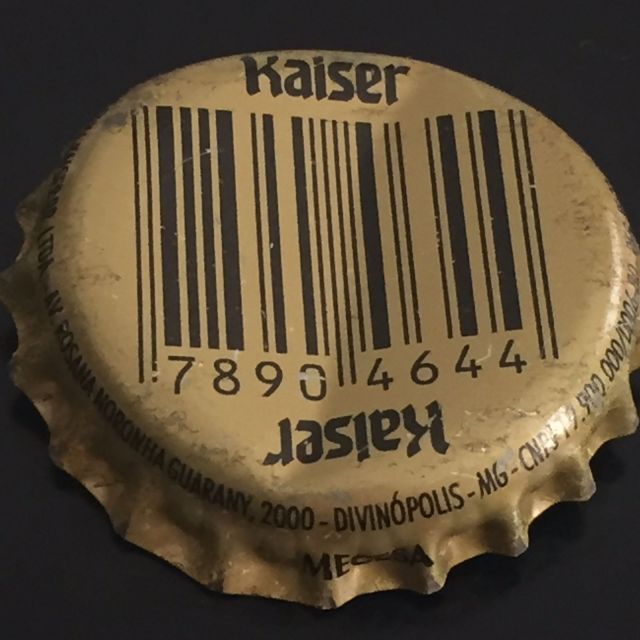 Kaiser
7890 4644
Kaiser
LTDA. AV. ROSANA NORONHA GUARANY, 2000 - DIVINÓPOLIS - MG - CNPJ